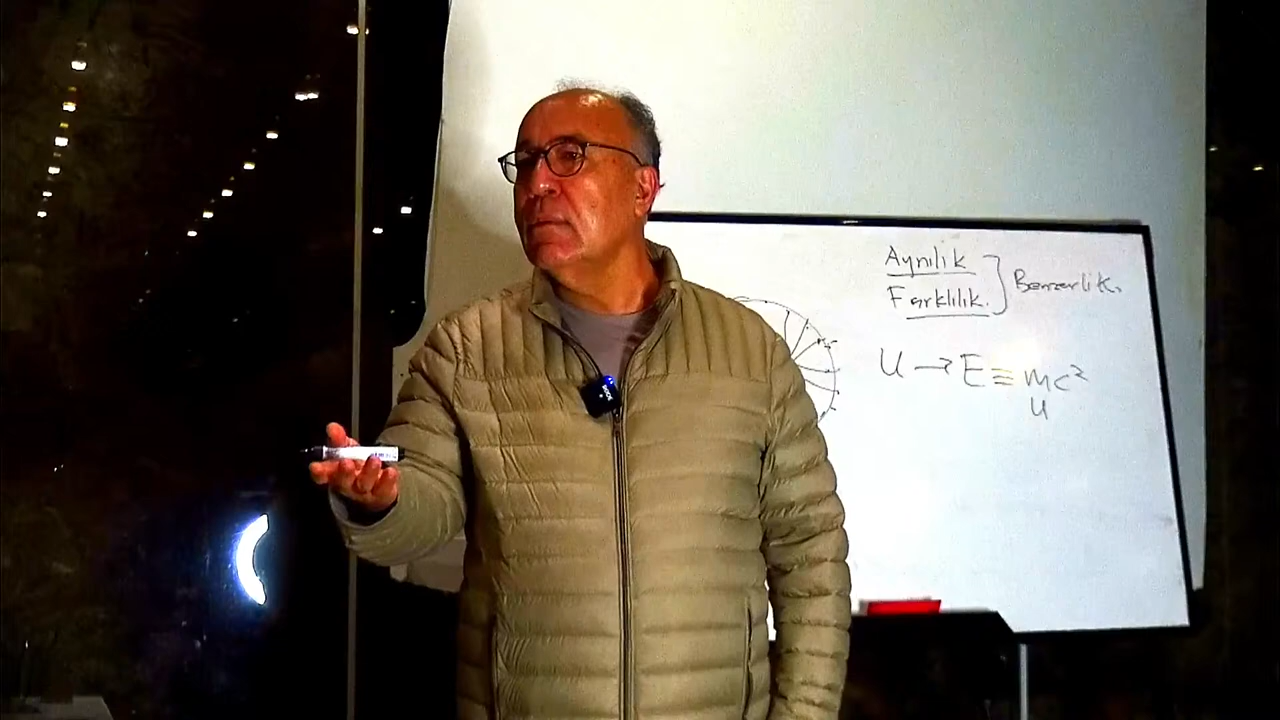 Aynılık
Farklılık. } Benzerlik.
U → E ≡ mc²
u